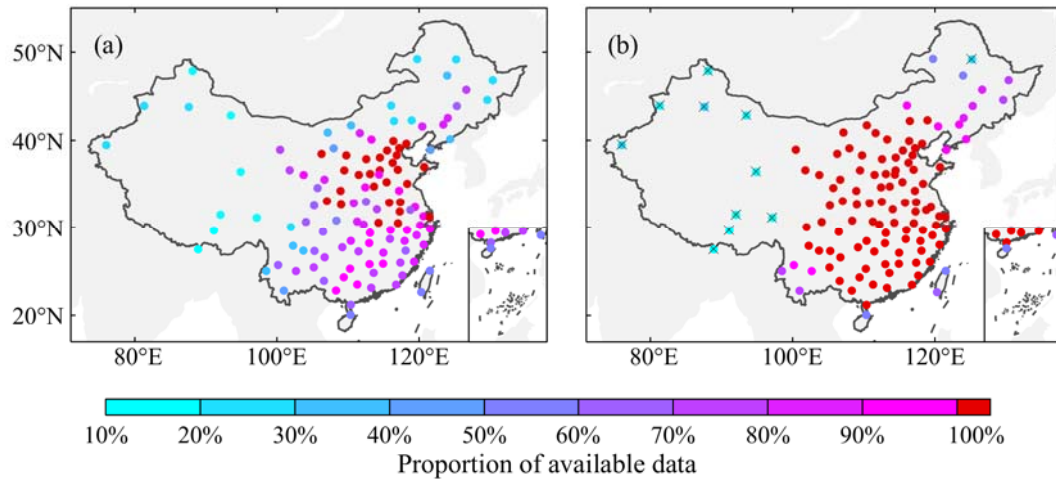 (a)
(b)
50°N
40°N
30°N
20°N
80°E 100°E 120°E
80°E 100°E 120°E
10% 20% 30% 40% 50% 60% 70% 80% 90% 100%
Proportion of available data